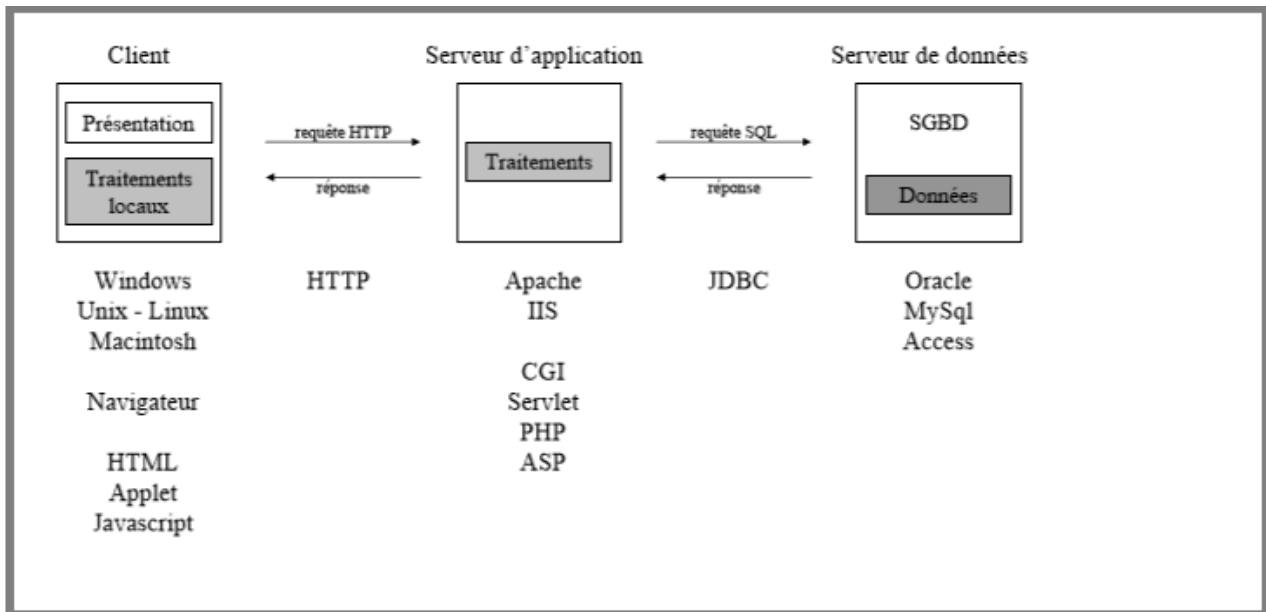 Client
Serveur d’application
Serveur de données
Présentation
Traitements
locaux
requête HTTP
réponse
Traitements
requête SQL
réponse
SGBD
Données
Windows
Unix - Linux
Macintosh
Navigateur
HTML
Applet
Javascript
HTTP
Apache
IIS
CGI
Servlet
PHP
ASP
JDBC
Oracle
MySql
Access